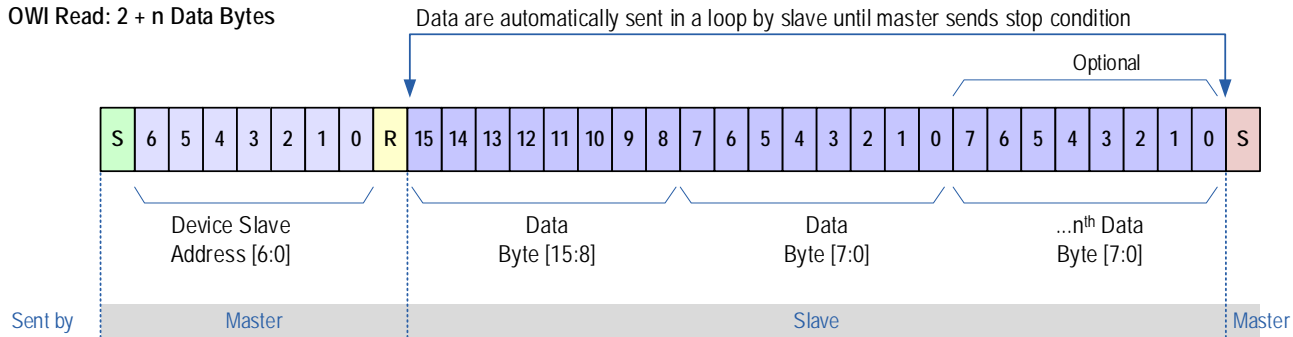 OWI Read: 2 + n Data Bytes
Data are automatically sent in a loop by slave until master sends stop condition
Optional
S 6 5 4 3 2 1 0 R 15 14 13 12 11 10 9 8 7 6 5 4 3 2 1 0 7 6 5 4 3 2 1 0 S
Device Slave
Address [6:0]
Data
Byte [15:8]
Data
Byte [7:0]
...nth Data
Byte [7:0]
Sent by Master Slave Master